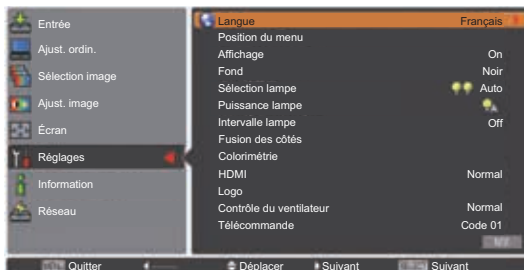 Entrée
Ajust. ordin.
Sélection image
Ajust. image
Écran
Réglages
Information
Réseau
Langue Français
Position du menu
Affichage On
Fond Noir
Sélection lampe Auto
Puissance lampe A
Intervalle lampe Off
Fusion des côtés
Colorimétrie
HDMI Normal
Logo
Contrôle du ventilateur Normal
Télécommande Code 01
Quitter Déplacer Suivant Suivant